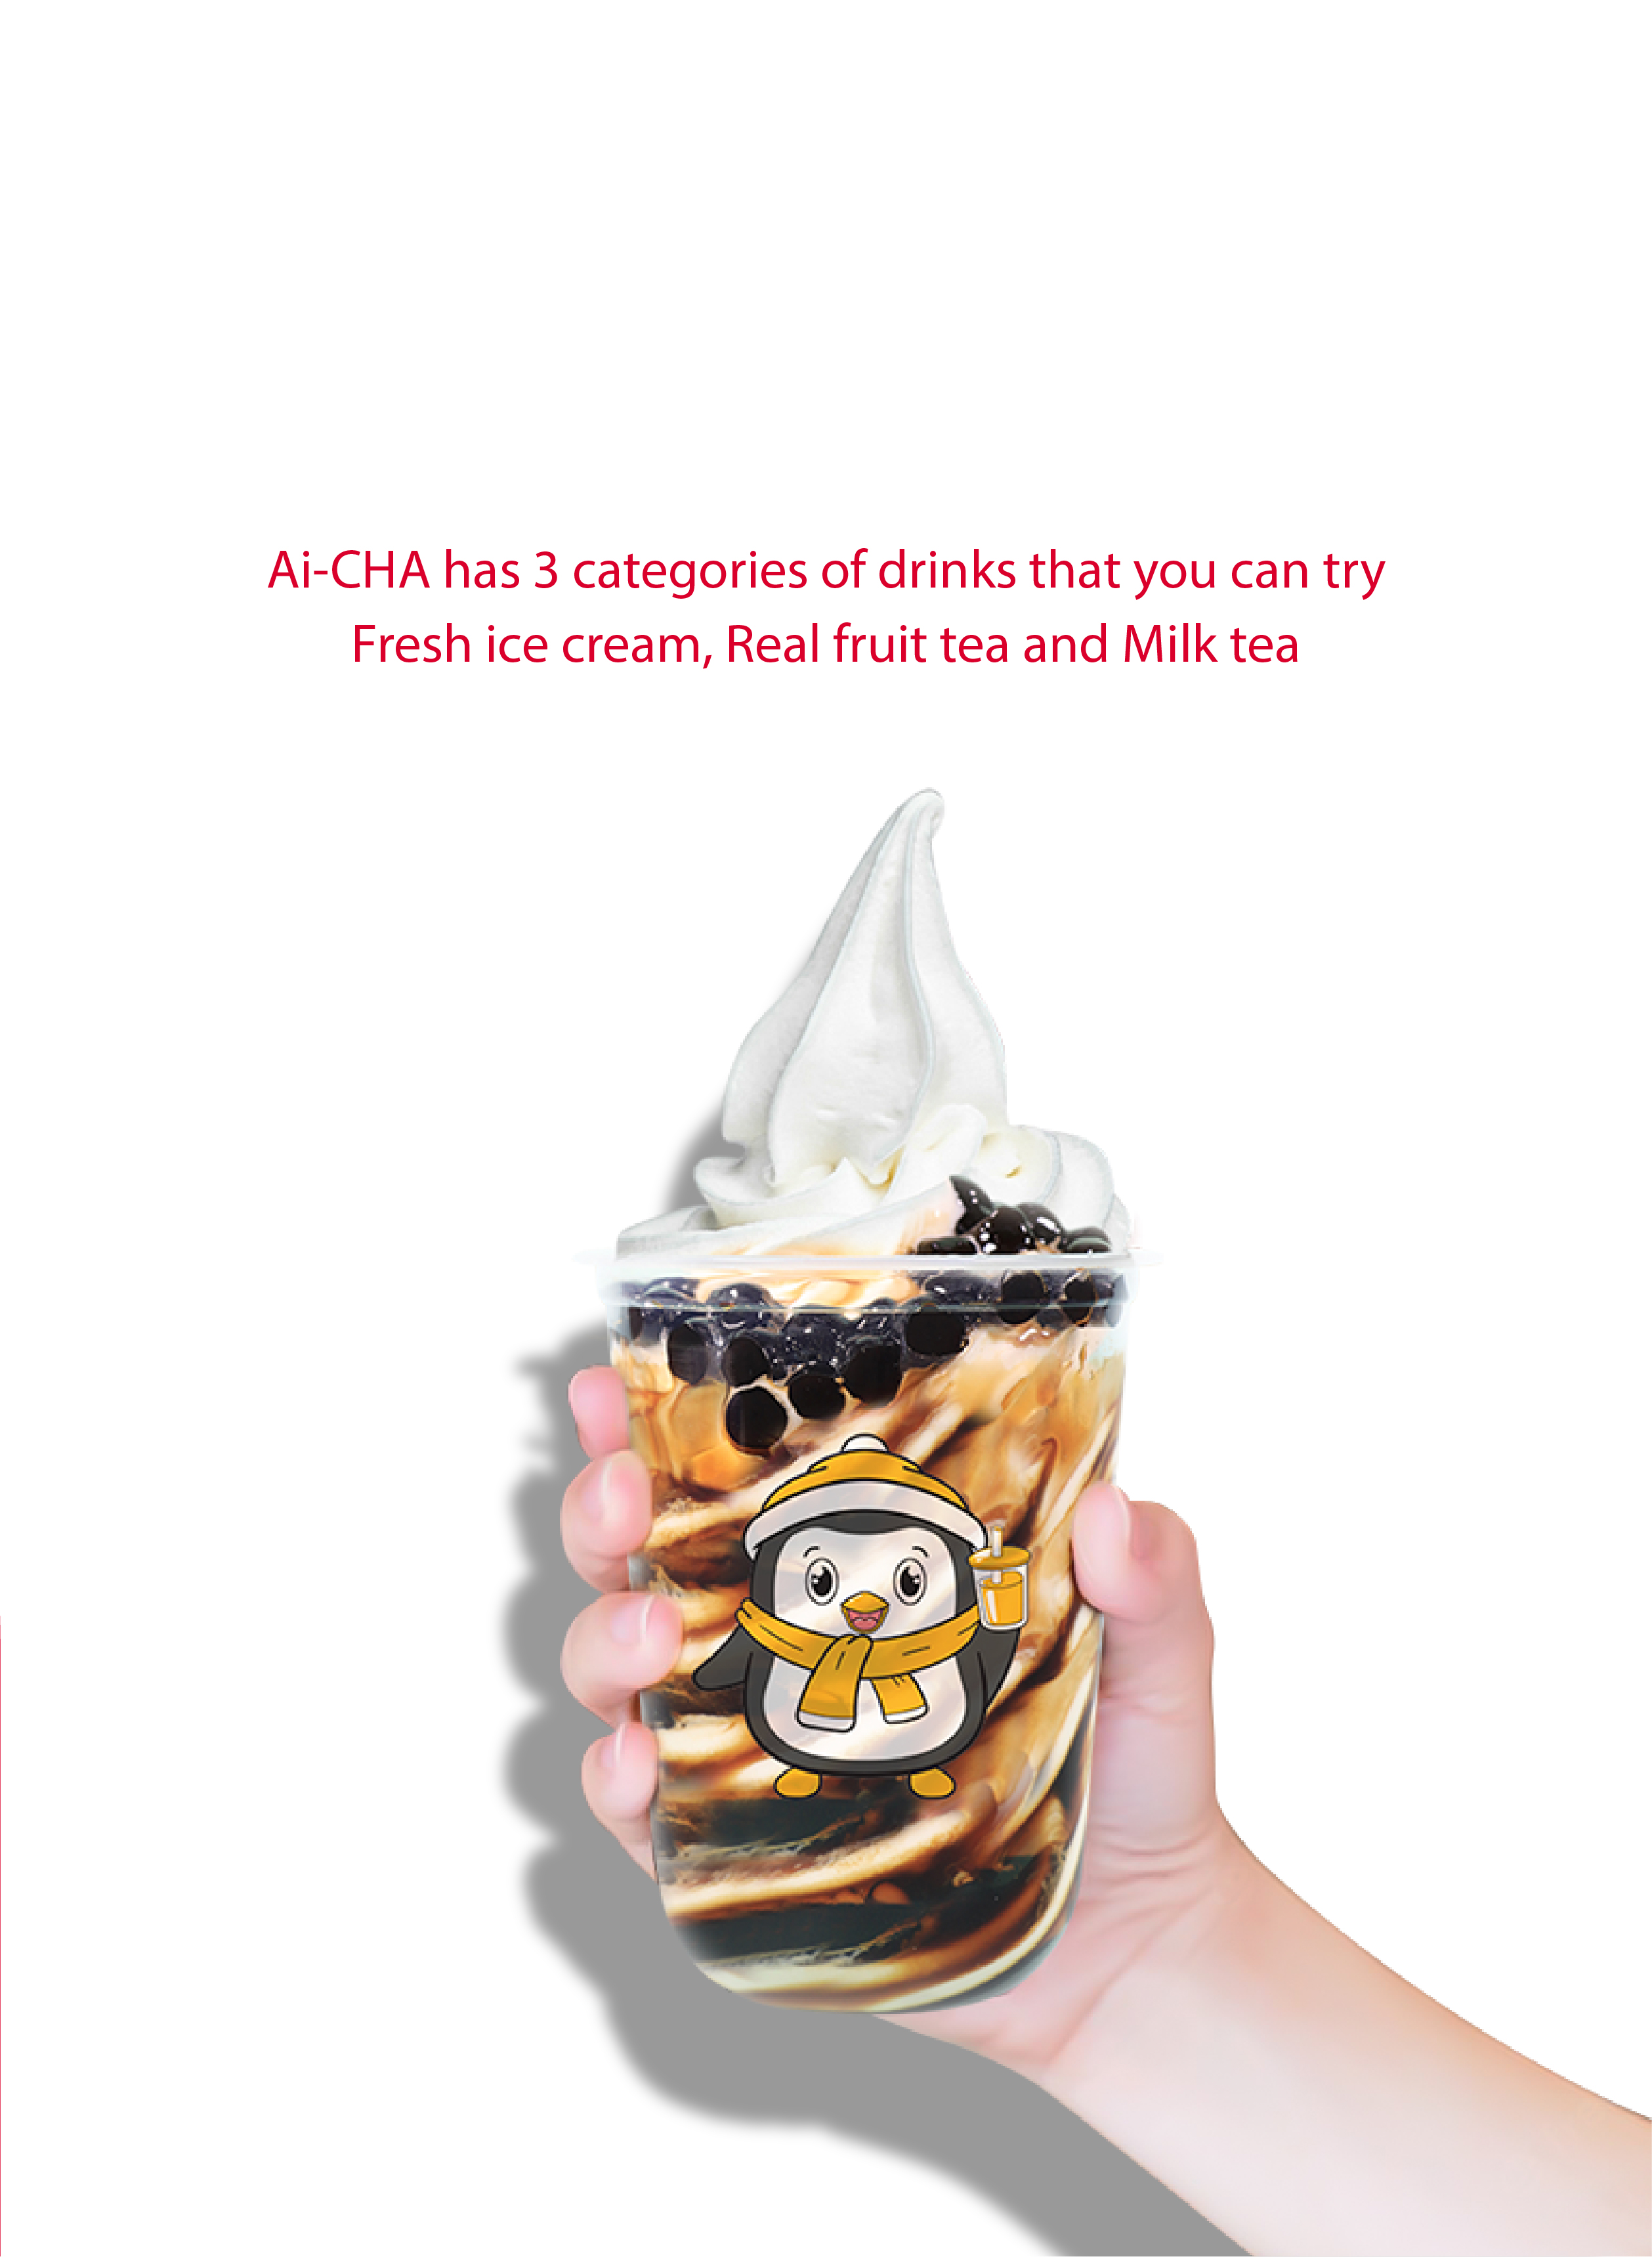 Ai-CHA has 3 categories of drinks that you can try
Fresh ice cream, Real fruit tea and Milk tea